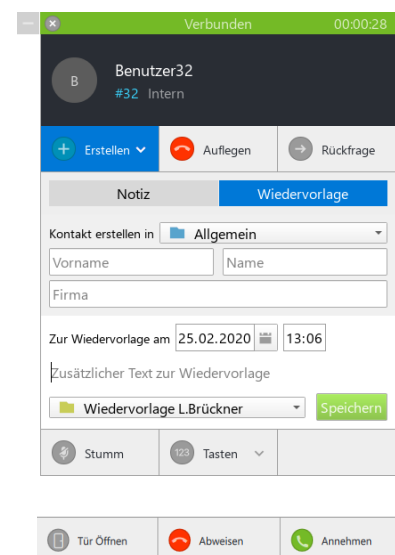 Verbunden 00:00:28
B
Benutzer32
#32 Intern
Erstellen Auflegen Rückfrage
Notiz Wiedervorlage
Kontakt erstellen in Allgemein
Vorname Name
Firma
Zur Wiedervorlage am 25.02.2020 13:06
Zusätzlicher Text zur Wiedervorlage
Wiedervorlage L.Brückner Speichern
Stumm 123 Tasten
Tür Öffnen Abweisen Annehmen